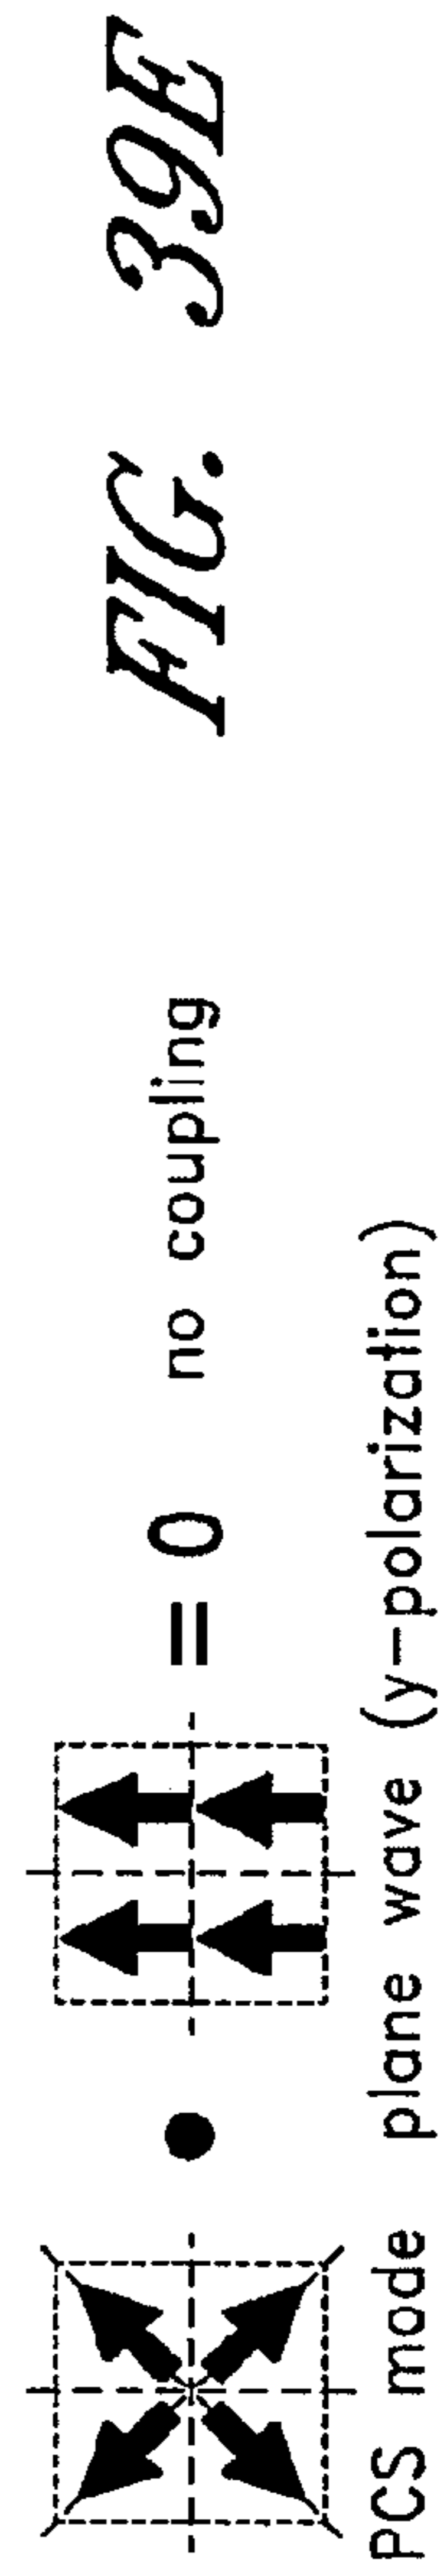 = 0 no coupling
PCS mode plane wave (y-polarization)
FIG. 39E